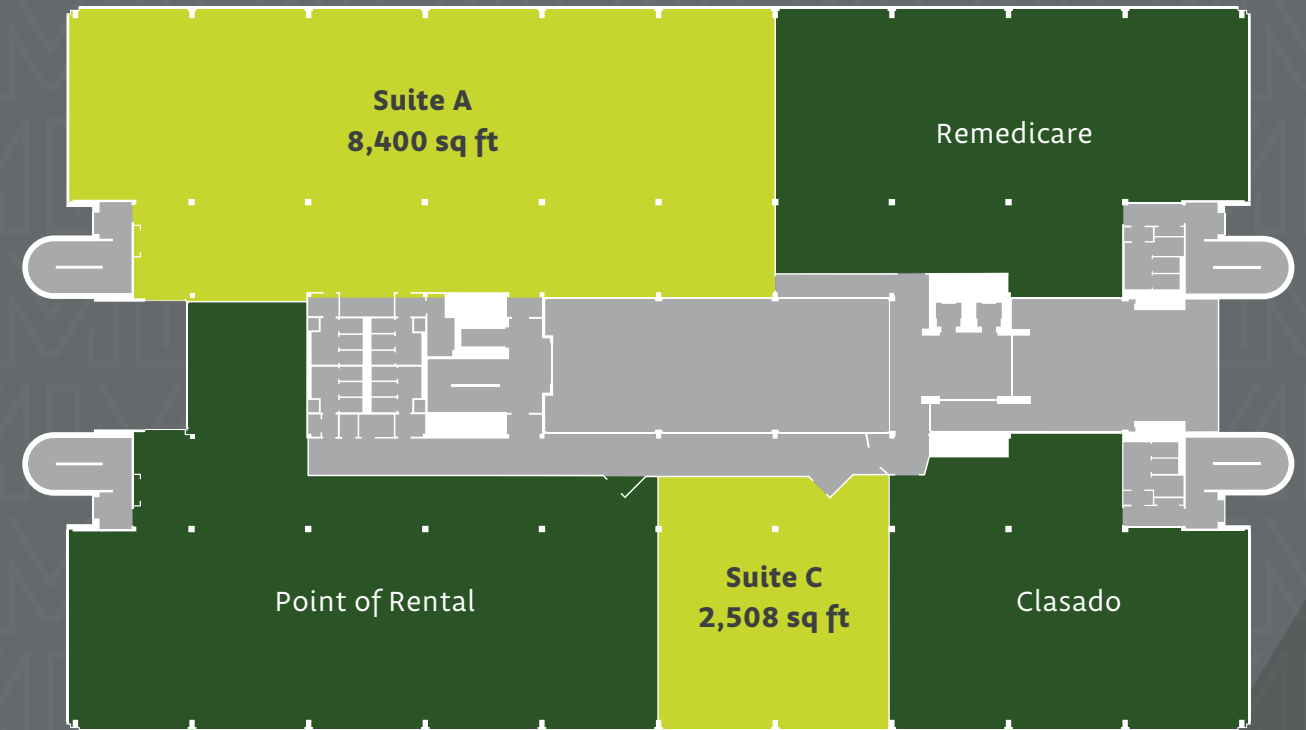 Suite A
8,400 sq ft
Remedicare
Point of Rental
Suite C
2,508 sq ft
Clasado